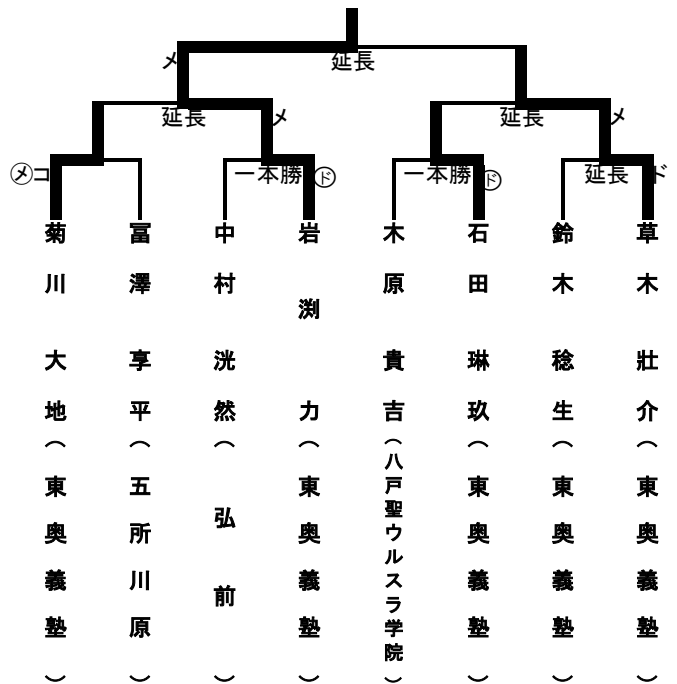 メ
延長
延長
メ
延長
メ
メコ
一本勝
ド
一本勝
ド
延長
ド
菊川大地（東奥義塾）
冨澤享平（五所川原）
中村洸然（弘前）
岩渕力（東奥義塾）
木原貴吉（八戸聖ウルスラ学院）
石田琳玖（東奥義塾）
鈴木稔生（東奥義塾）
草木壯介（東奥義塾）